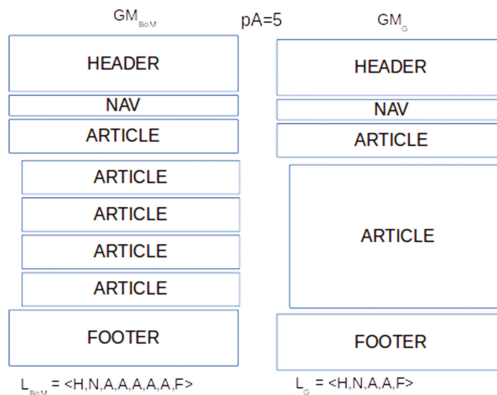 GM_BoM pA=5 GM_G
HEADER HEADER
NAV NAV
ARTICLE ARTICLE
ARTICLE
ARTICLE
ARTICLE ARTICLE
ARTICLE
FOOTER FOOTER
L_BoM = <H,N,A,A,A,A,A,F> L_G = <H,N,A,A,F>